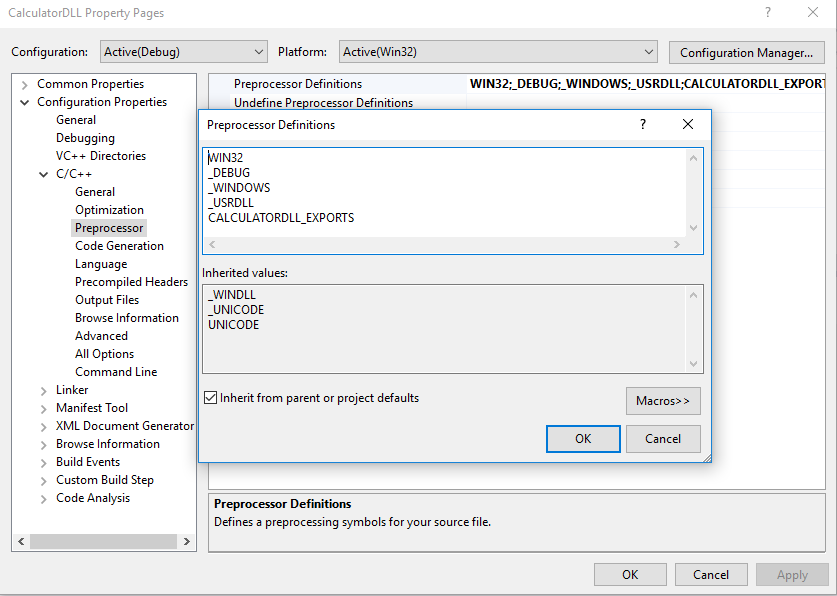 CalculatorDLL Property Pages
?
Configuration: Active(Debug) Platform: Active(Win32) Configuration Manager...
Common Properties
Configuration Properties
General
Debugging
VC++ Directories
C/C++
General
Optimization
Preprocessor
Code Generation
Language
Precompiled Headers
Output Files
Browse Information
Advanced
All Options
Command Line
Linker
Manifest Tool
XML Document Generator
Browse Information
Build Events
Custom Build Step
Code Analysis
Preprocessor Definitions WIN32;_DEBUG;_WINDOWS;_USRDLL;CALCULATORDLL_EXPORT
Undefine Preprocessor Definitions
Preprocessor Definitions
?
WIN32
_DEBUG
_WINDOWS
_USRDLL
CALCULATORDLL_EXPORTS
Inherited values:
_WINDLL
_UNICODE
UNICODE
Inherit from parent or project defaults
Macros>>
OK Cancel
Preprocessor Definitions
Defines a preprocessing symbols for your source file.
OK Cancel Apply